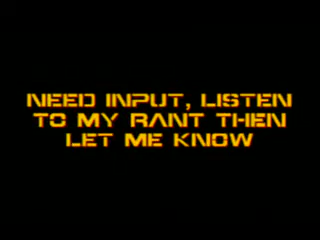 NEED INPUT, LISTEN
TO MY RANT THEN
LET ME KNOW